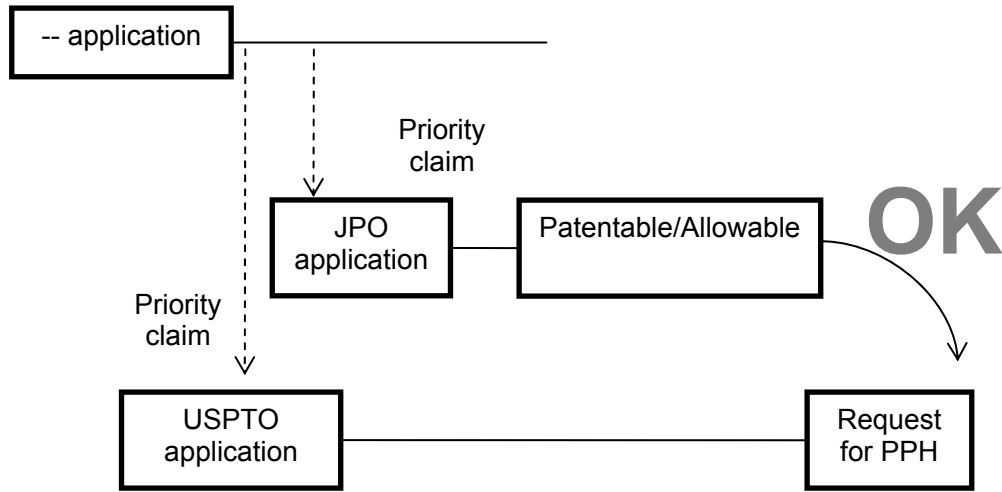 -- application
Priority
claim
OK
JPO
application
Patentable/Allowable
Priority
claim
USPTO
application
Request
for PPH